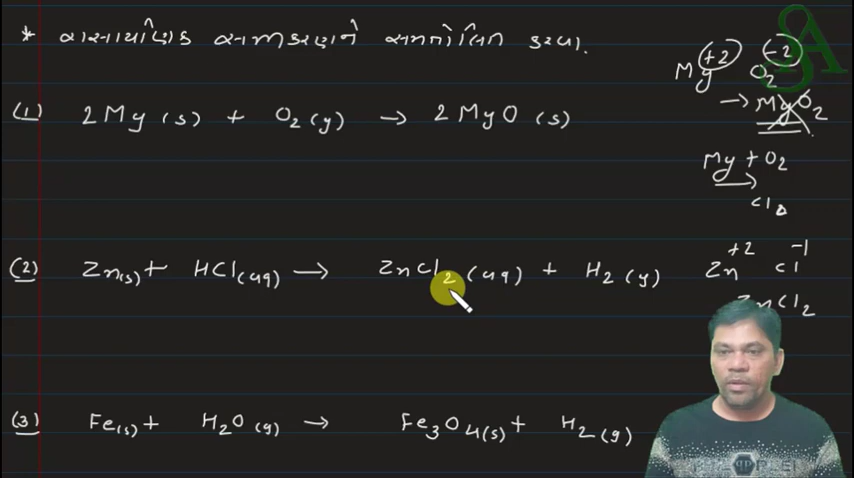 * રાસાયણિક સમીકરણને સમતોલિત કરવા.
(1) 2Mg(s) + O₂(g) → 2MgO(s)
Mg +2 O₂ -2
→ MgO₂
Mg + O₂
→
Cl₂
(2) Zn(s) + HCl(aq) → ZnCl₂(aq) + H₂(g)
Zn +2 Cl -1
ZnCl₂
(3) Fe(s) + H₂O(g) → Fe₃O₄(s) + H₂(g)